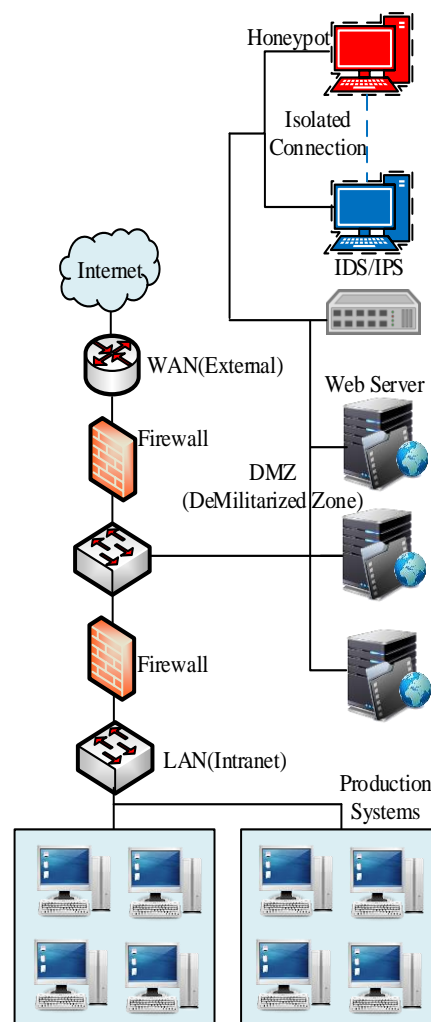 Honeypot
Isolated
Connection
IDS/IPS
Internet
WAN(External)
Web Server
Firewall
DMZ
(DeMilitarized Zone)
Firewall
LAN(Intranet)
Production
Systems